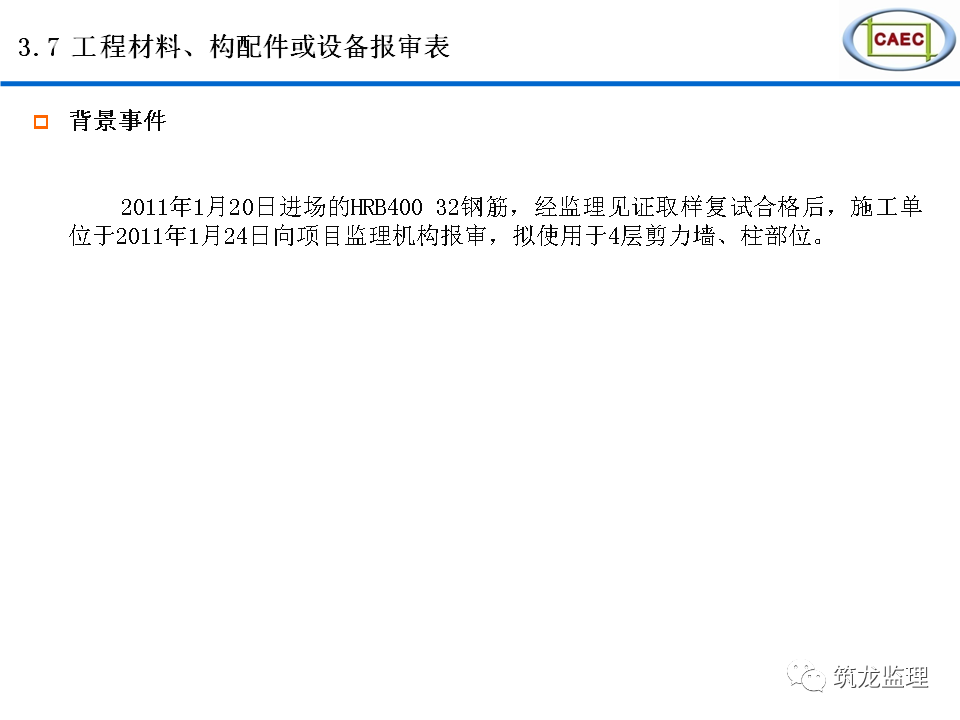 3.7 工程材料、构配件或设备报审表
CAEC
背景事件
2011年1月20日进场的HRB400 32钢筋，经监理见证取样复试合格后，施工单
位于2011年1月24日向项目监理机构报审，拟使用于4层剪力墙、柱部位。
筑龙监理